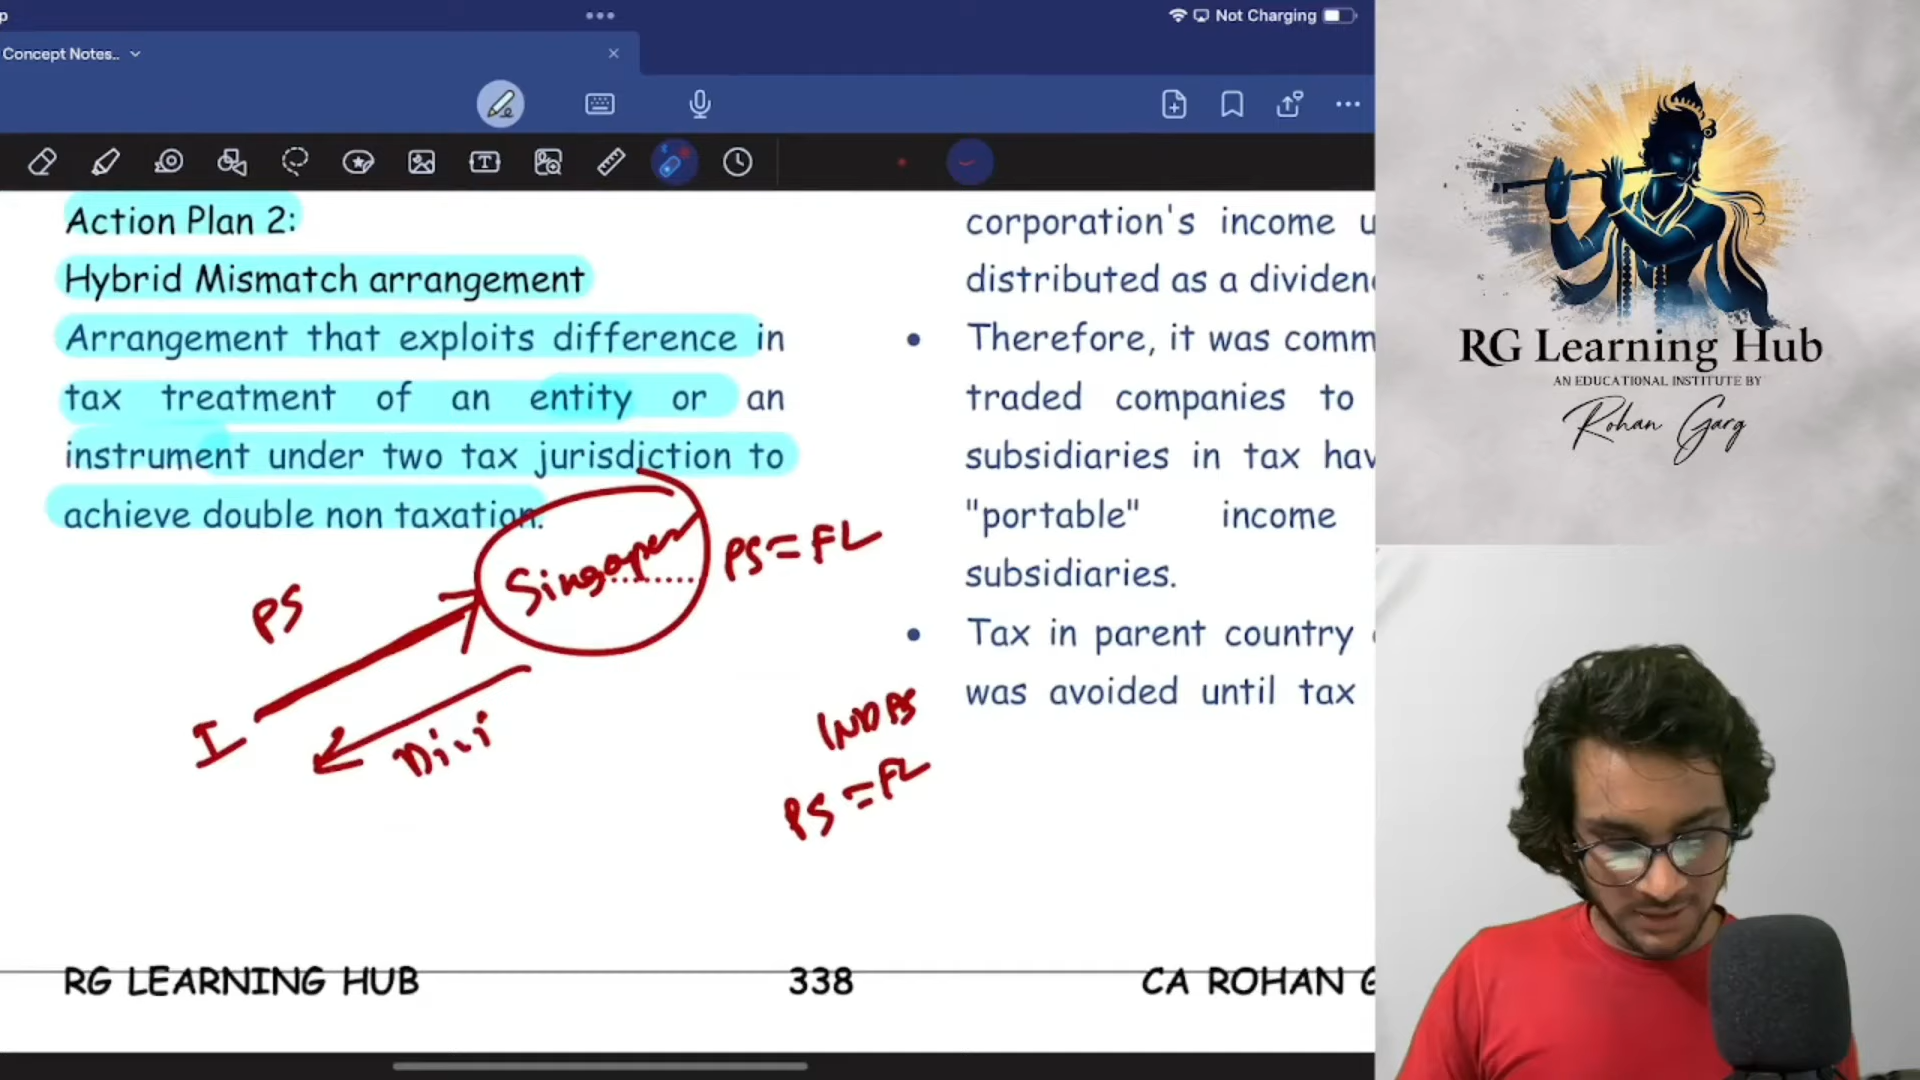 p
Not Charging
Concept Notes..
Action Plan 2:
Hybrid Mismatch arrangement
Arrangement that exploits difference in
tax treatment of an entity or an
instrument under two tax jurisdiction to
achieve double non taxation.
PS
Singapore
PS = FL
I
Divi
corporation's income u
distributed as a dividen
Therefore, it was comm
traded companies to
subsidiaries in tax hav
"portable" income
subsidiaries.
Tax in parent country
was avoided until tax
INDAS
PS = FL
RG LEARNING HUB
338
CA ROHAN G
RG Learning Hub
AN EDUCATIONAL INSTITUTE BY
Rohan Garg